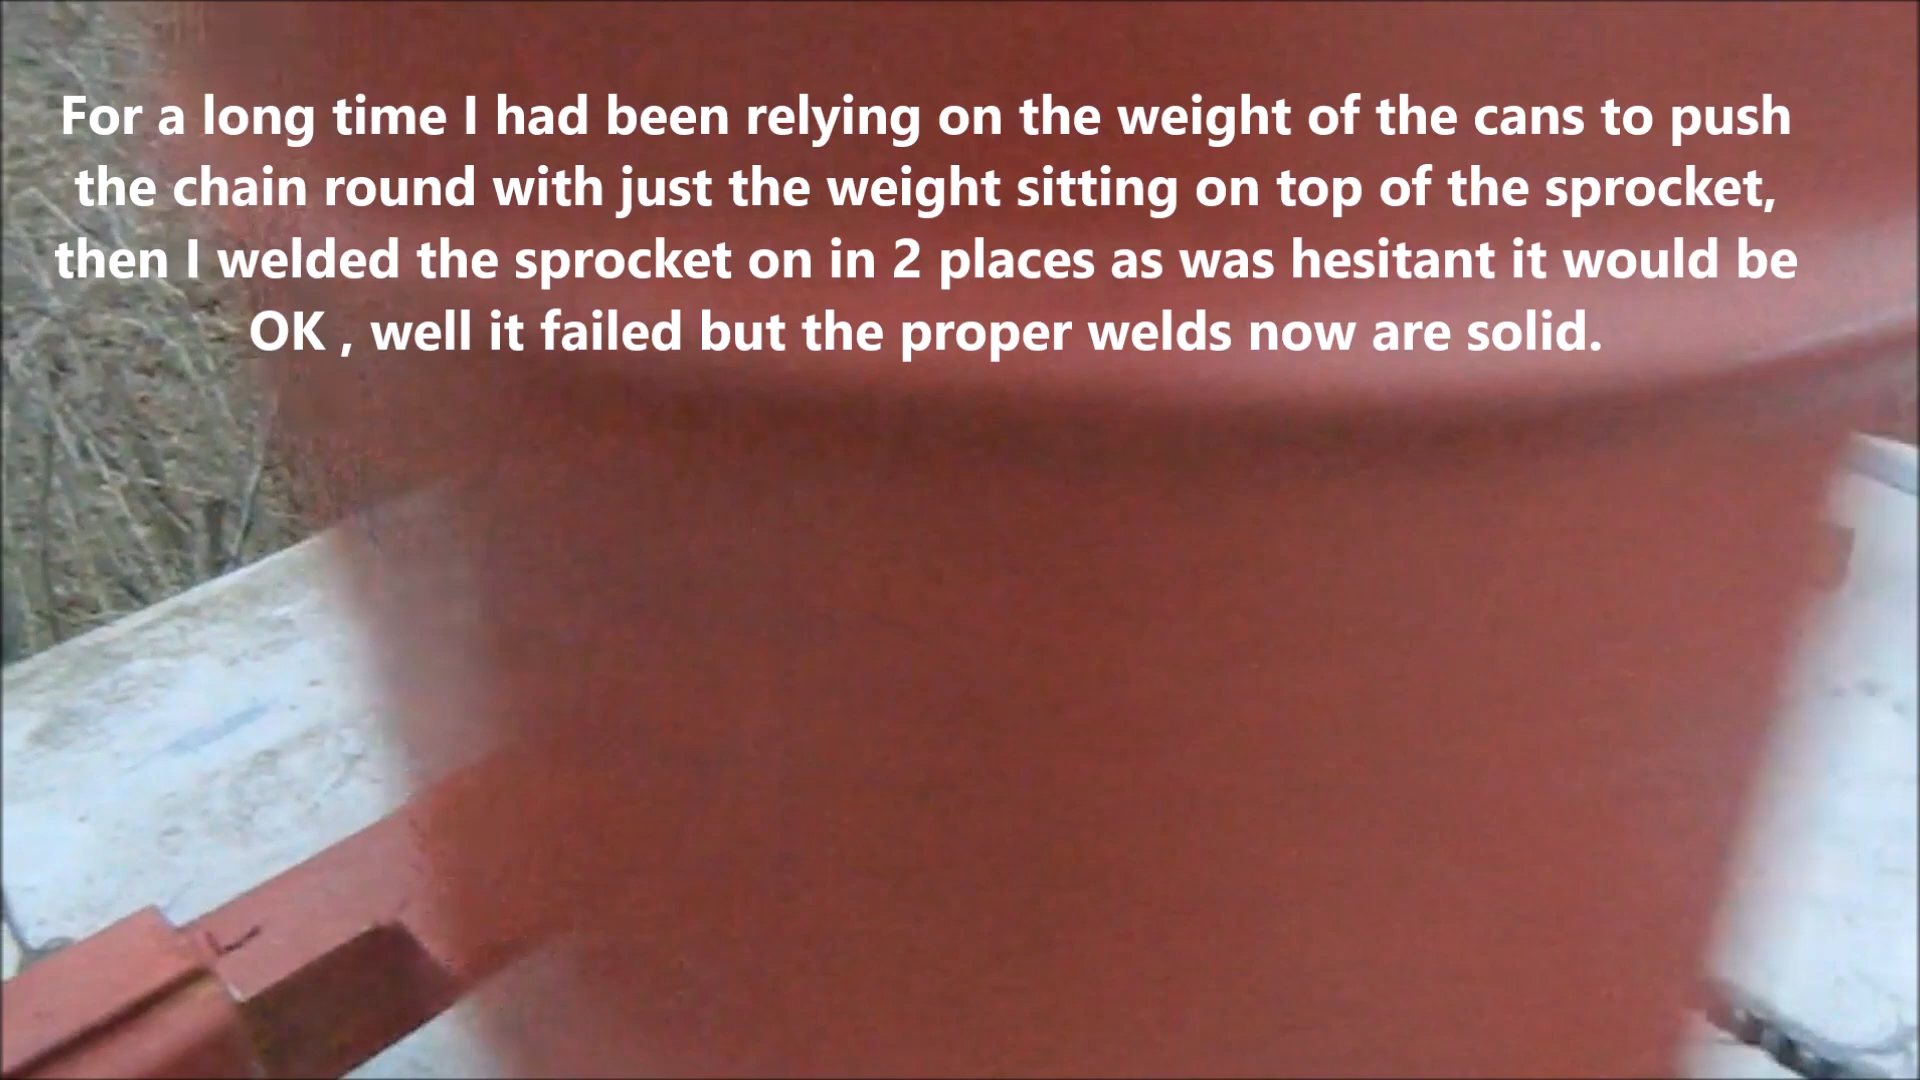 For a long time I had been relying on the weight of the cans to push
the chain round with just the weight sitting on top of the sprocket,
then I welded the sprocket on in 2 places as was hesitant it would be
OK , well it failed but the proper welds now are solid.